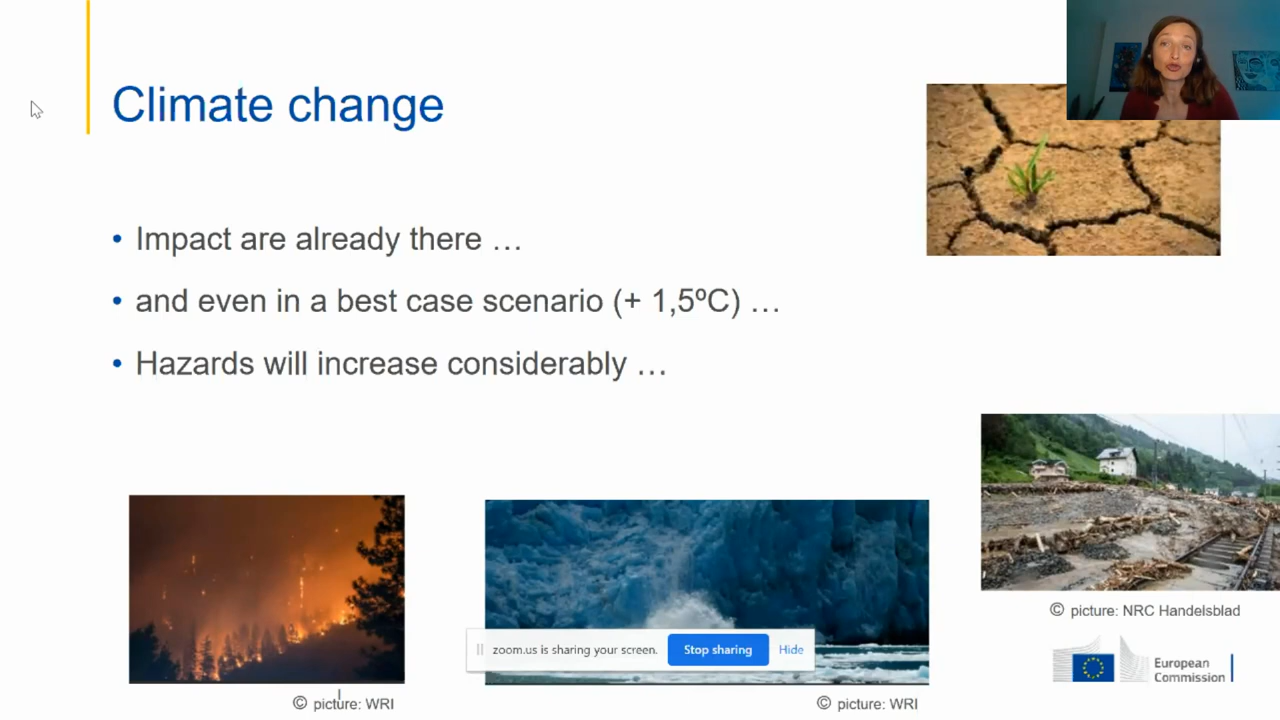 Climate change
• Impact are already there …
• and even in a best case scenario (+ 1,5ºC) …
• Hazards will increase considerably …
© picture: NRC Handelsblad
zoom.us is sharing your screen.
Stop sharing
Hide
European
Commission
© picture: WRI
© picture: WRI